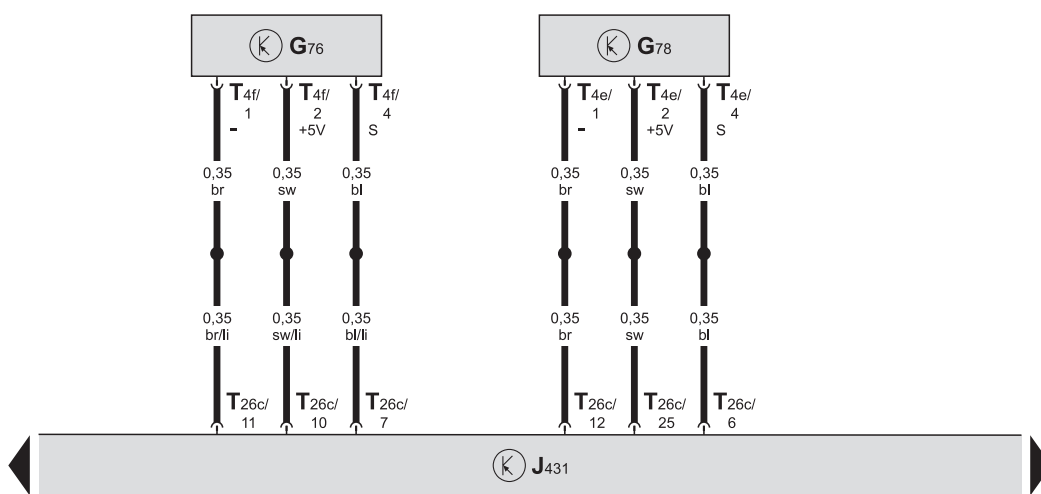 G76 G78
T4f/ T4f/ T4f/ T4e/ T4e/ T4e/
1 2 4 1 2 4
- +5V S - +5V S
0,35 0,35 0,35 0,35 0,35 0,35
br sw bl br sw bl
0,35 0,35 0,35 0,35 0,35 0,35
br/li sw/li bl/li br sw bl
T26c/ T26c/ T26c/ T26c/ T26c/ T26c/
11 10 7 12 25 6
J431